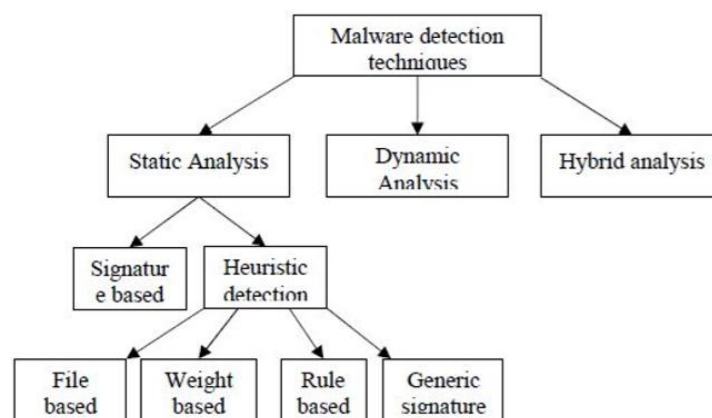 Malware detection
techniques
Static Analysis
Dynamic
Analysis
Hybrid analysis
Signatur
e based
Heuristic
detection
File
based
Weight
based
Rule
based
Generic
signature